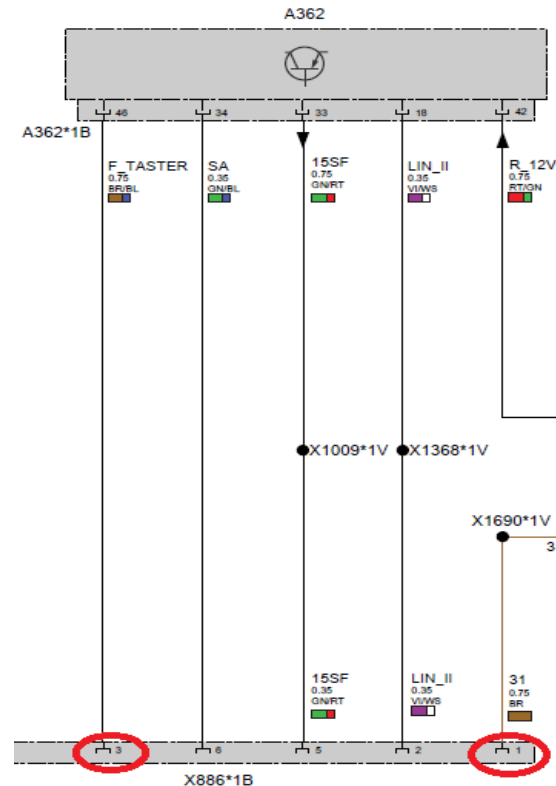 A362
46 34 33 18 42
A362*1B
F_TASTER SA 15SF LIN_II R_12V
0.75 0.35 0.75 0.35 0.75
BR/BL GN/BL GN/RT VI/WS RT/GN
X1009*1V X1368*1V
X1690*1V
3
15SF LIN_II 31
0.35 0.35 0.75
GN/RT VI/WS BR
3 6 5 2 1
X886*1B